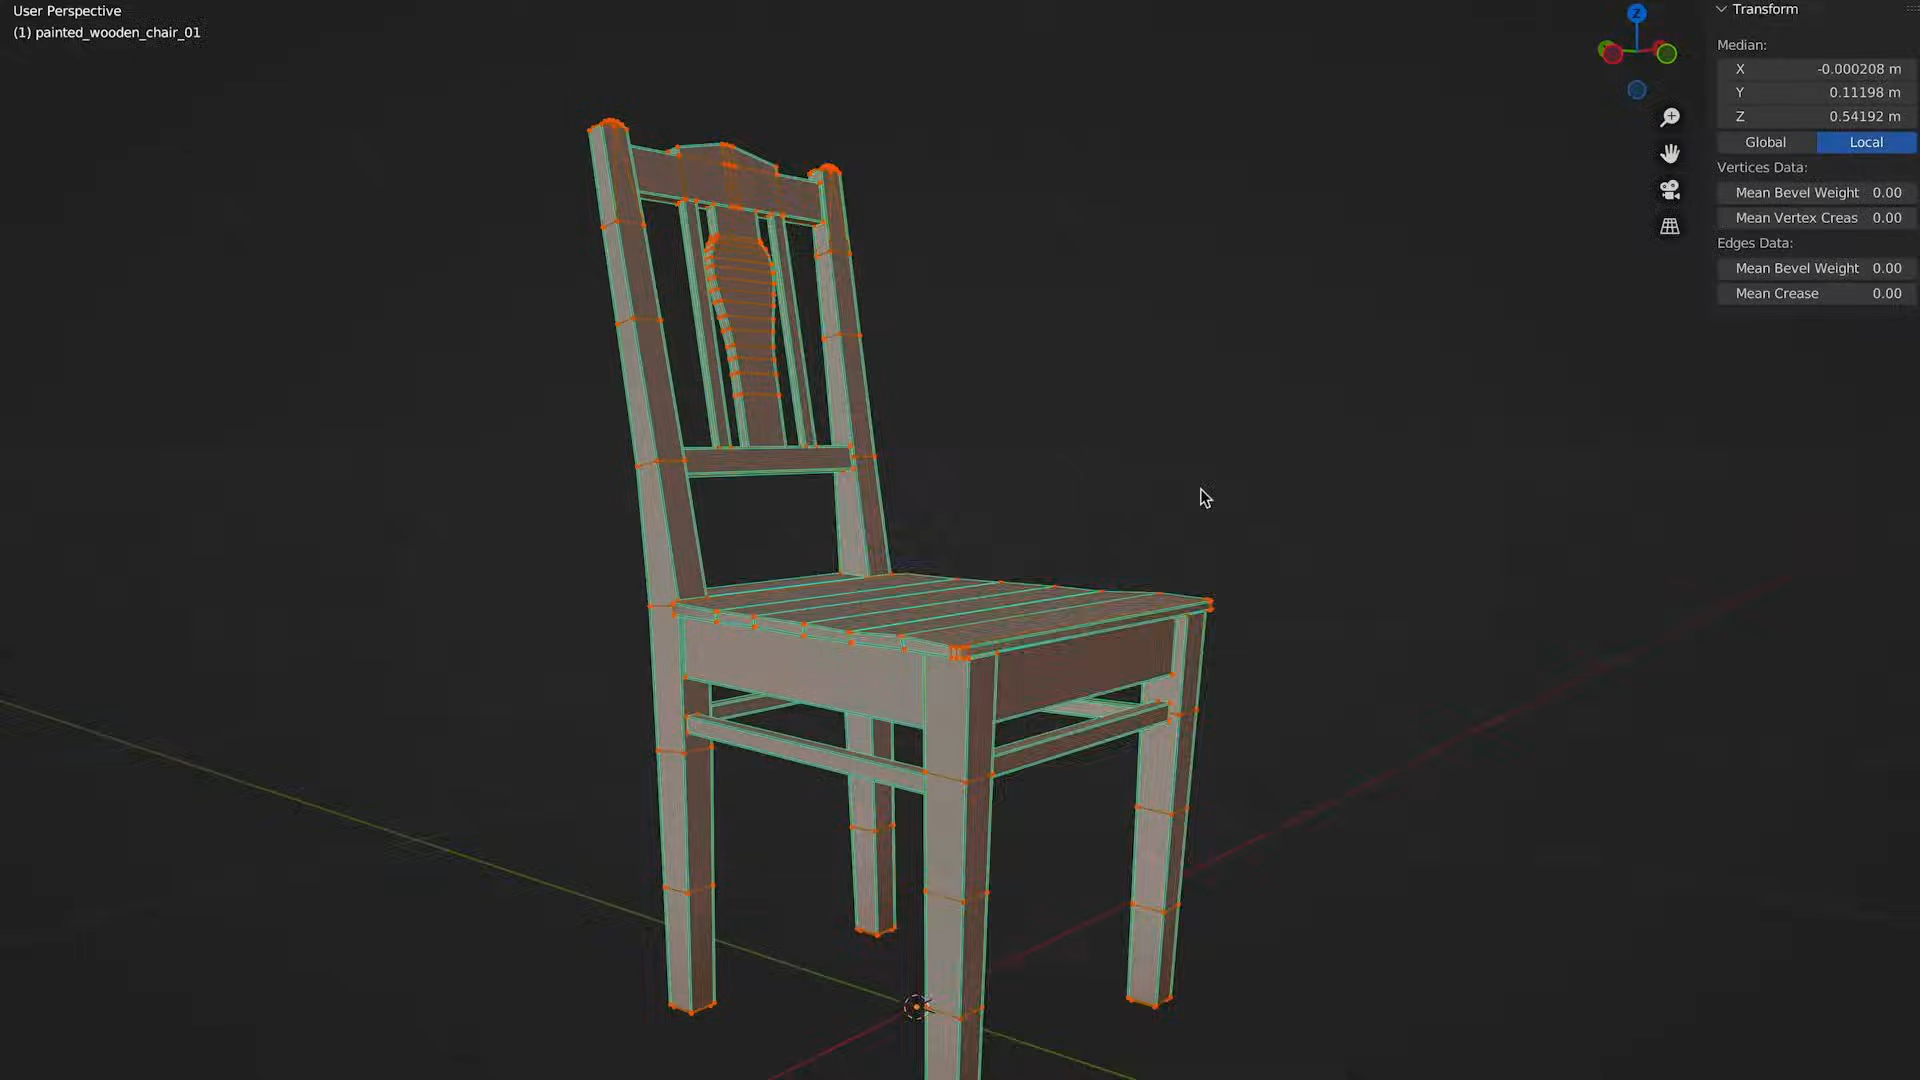 User Perspective
(1) painted_wooden_chair_01
Z
Transform
Median:
X -0.000208 m
Y 0.11198 m
Z 0.54192 m
Global Local
Vertices Data:
Mean Bevel Weight 0.00
Mean Vertex Creas 0.00
Edges Data:
Mean Bevel Weight 0.00
Mean Crease 0.00